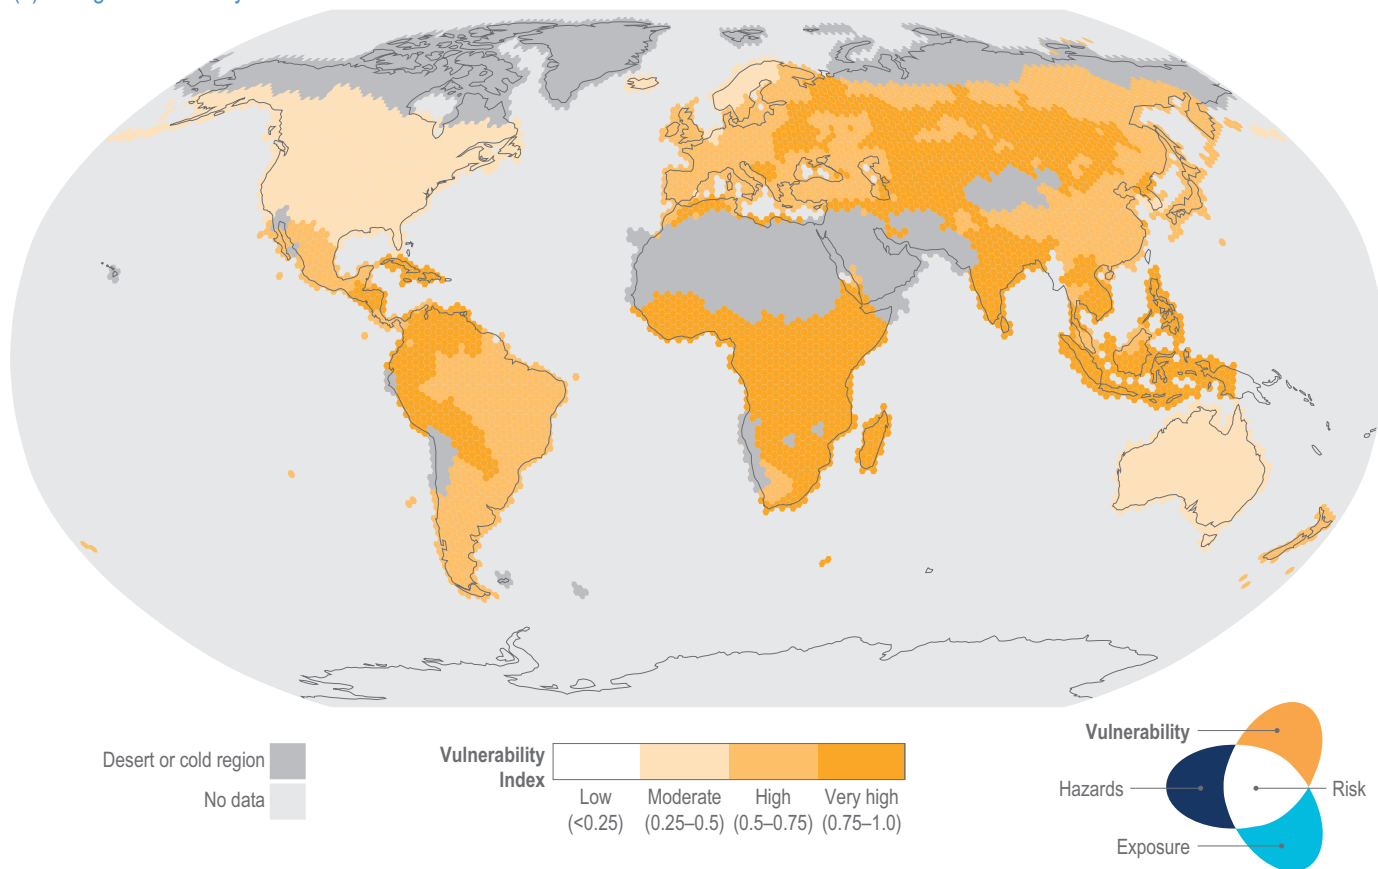 Desert or cold region
No data
Vulnerability
Index
Low
(<0.25)
Moderate
(0.25–0.5)
High
(0.5–0.75)
Very high
(0.75–1.0)
Vulnerability
Hazards
Risk
Exposure